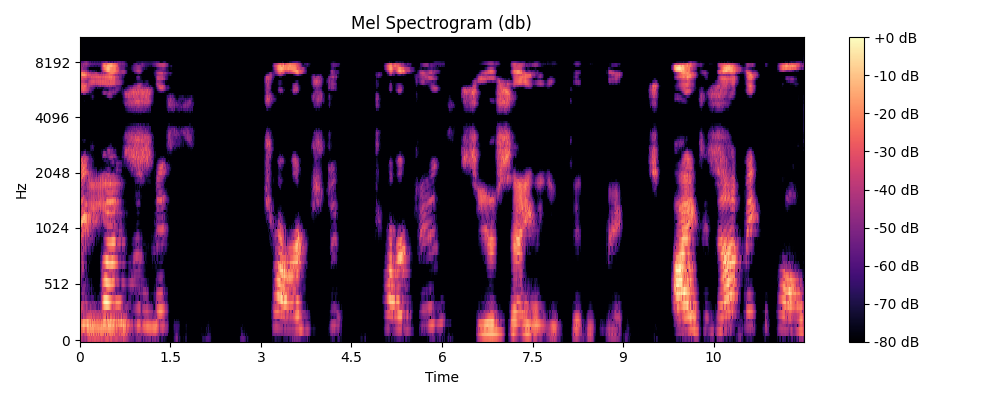 Mel Spectrogram (db)
Hz
8192
4096
2048
1024
512
0
0 1.5 3 4.5 6 7.5 9 10
Time
+0 dB
-10 dB
-20 dB
-30 dB
-40 dB
-50 dB
-60 dB
-70 dB
-80 dB